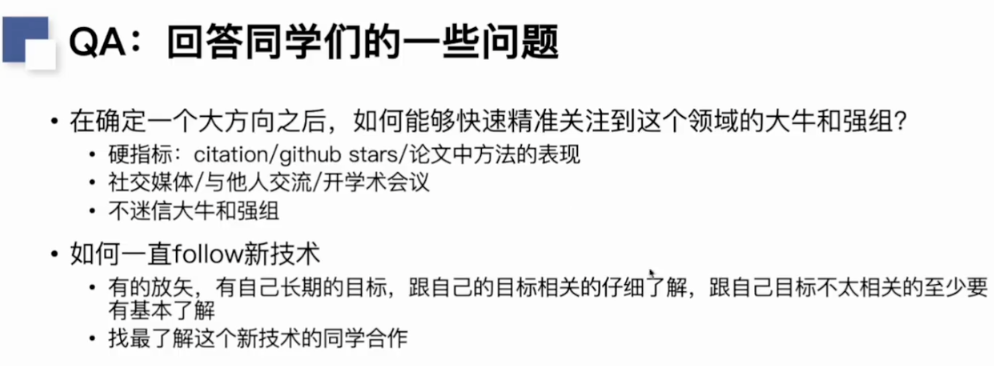 QA：回答同学们的一些问题
• 在确定一个大方向之后，如何能够快速精准关注到这个领域的大牛和强组？
• 硬指标：citation/github stars/论文中方法的表现
• 社交媒体/与他人交流/开学术会议
• 不迷信大牛和强组
• 如何一直follow新技术
• 有的放矢，有自己长期的目标，跟自己的目标相关的仔细了解，跟自己目标不太相关的至少要
有基本了解
• 找最了解这个新技术的同学合作